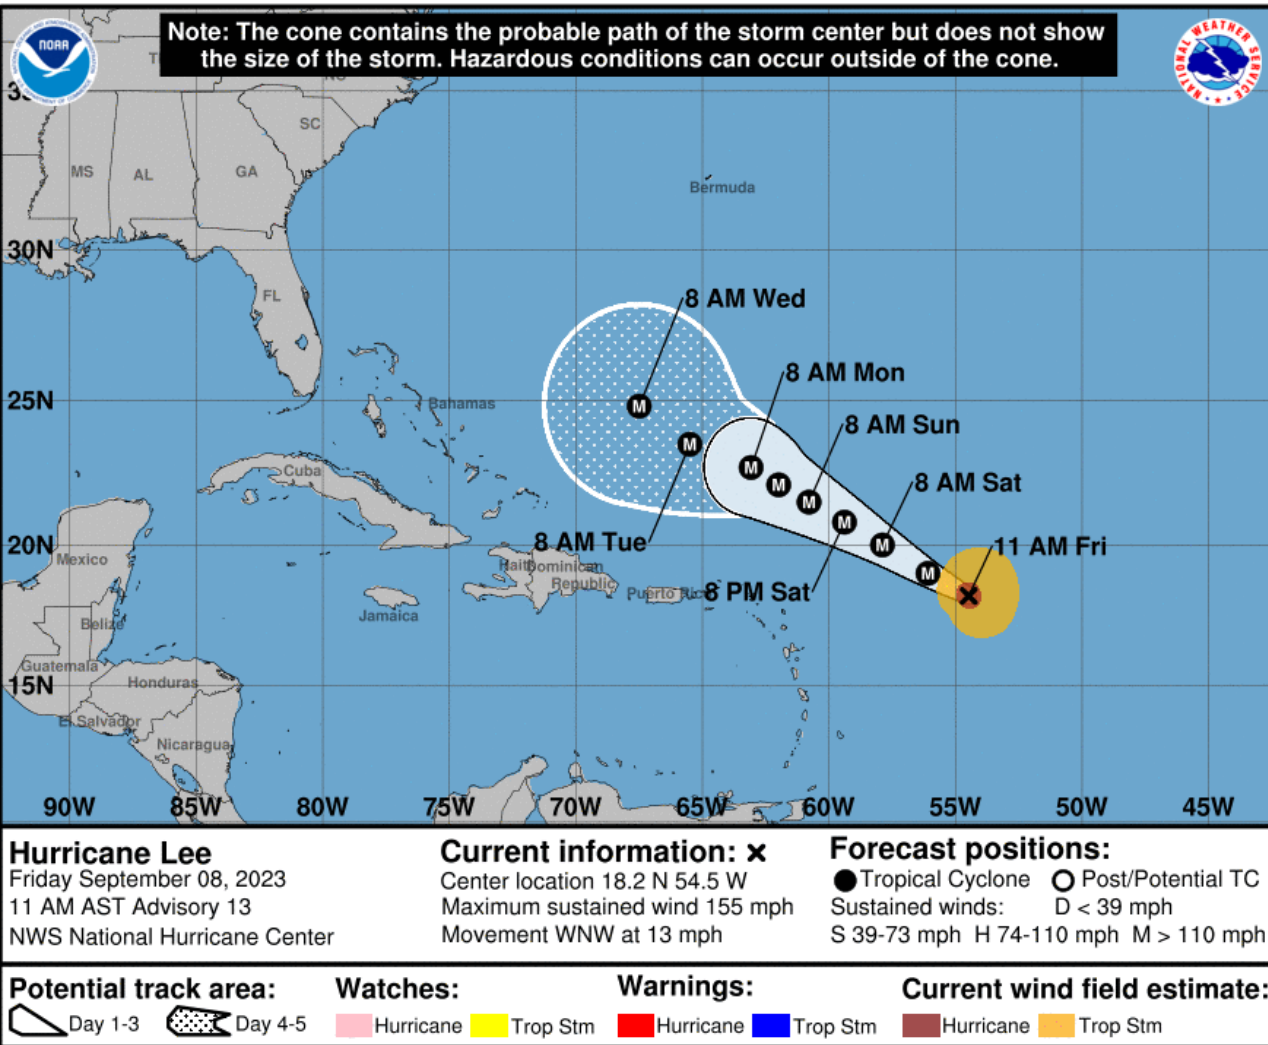 Note: The cone contains the probable path of the storm center but does not show
the size of the storm. Hazardous conditions can occur outside of the cone.
NOAA
NATIONAL WEATHER SERVICE
35
SC
MS
AL
GA
Bermuda
30N
FL
8 AM Wed
8 AM Mon
25N
Bahamas
M
8 AM Sun
M
Cuba
M
M
M
8 AM Sat
M
M
8 AM Tue
20N
Mexico
11 AM Fri
Haiti
Dominican
Republic
M
Puerto Rico
8 PM Sat
Jamaica
Belize
Guatemala
15N
Honduras
El Salvador
Nicaragua
90W 85W 80W 75W 70W 65W 60W 55W 50W 45W
Hurricane Lee
Friday September 08, 2023
11 AM AST Advisory 13
NWS National Hurricane Center
Current information: x
Center location 18.2 N 54.5 W
Maximum sustained wind 155 mph
Movement WNW at 13 mph
Forecast positions:
Tropical Cyclone Post/Potential TC
Sustained winds: D < 39 mph
S 39-73 mph H 74-110 mph M > 110 mph
Potential track area:
Day 1-3 Day 4-5
Watches:
Hurricane Trop Stm
Warnings:
Hurricane Trop Stm
Current wind field estimate:
Hurricane Trop Stm